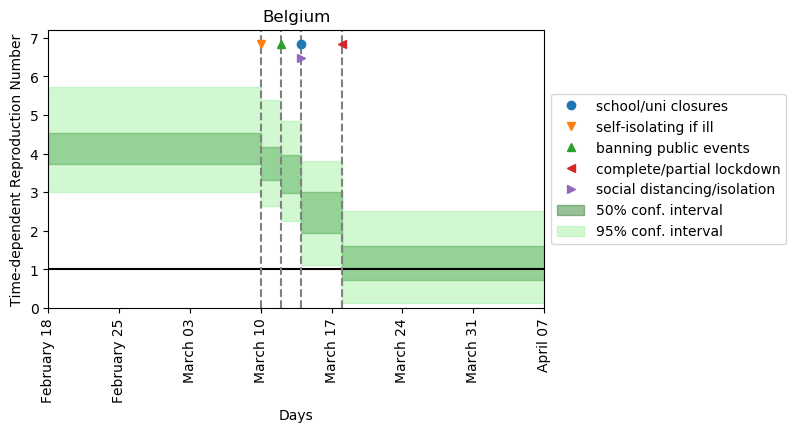 Belgium
Time-dependent Reproduction Number
7
6
5
4
3
2
1
0
February 18
February 25
March 03
March 10
March 17
March 24
March 31
April 07
Days
school/uni closures
self-isolating if ill
banning public events
complete/partial lockdown
social distancing/isolation
50% conf. interval
95% conf. interval